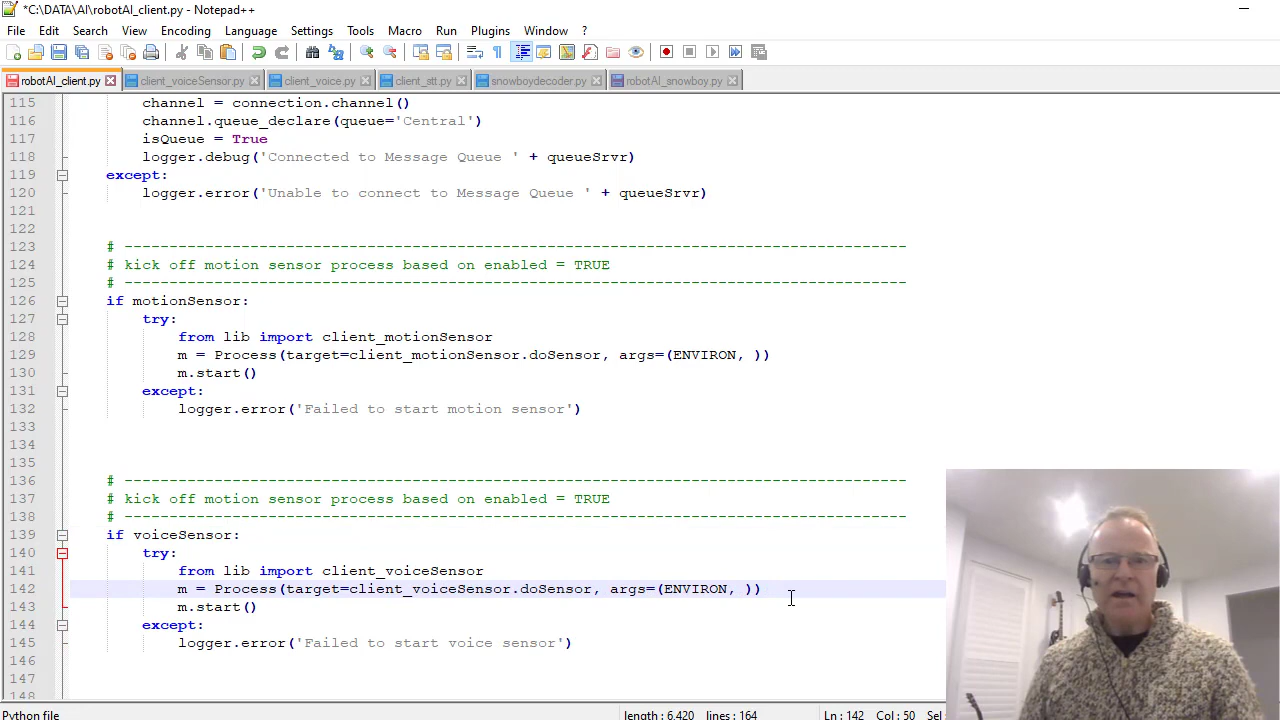 *C:\DATA\AI\robotAI_client.py - Notepad++
File Edit Search View Encoding Language Settings Tools Macro Run Plugins Window ?
robotAI_client.py client_voiceSensor.py client_voice.py client_stt.py snowboydecoder.py robotAI_snowboy.py
115 channel = connection.channel()
116 channel.queue_declare(queue='Central')
117 isQueue = True
118 logger.debug('Connected to Message Queue ' + queueSrvr)
119 except:
120 logger.error('Unable to connect to Message Queue ' + queueSrvr)
121
122
123 # ---------------------------------------------------------------------------------------
124 # kick off motion sensor process based on enabled = TRUE
125 # ---------------------------------------------------------------------------------------
126 if motionSensor:
127 try:
128 from lib import client_motionSensor
129 m = Process(target=client_motionSensor.doSensor, args=(ENVIRON, ))
130 m.start()
131 except:
132 logger.error('Failed to start motion sensor')
133
134
135
136 # ---------------------------------------------------------------------------------------
137 # kick off motion sensor process based on enabled = TRUE
138 # ---------------------------------------------------------------------------------------
139 if voiceSensor:
140 try:
141 from lib import client_voiceSensor
142 m = Process(target=client_voiceSensor.doSensor, args=(ENVIRON, ))
143 m.start()
144 except:
145 logger.error('Failed to start voice sensor')
146
147
148
Python file length : 6,420 lines : 164 Ln : 142 Col : 50 Sel